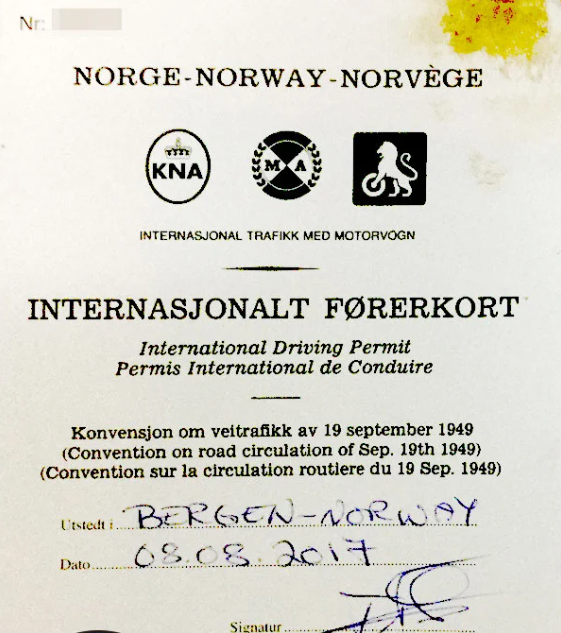 Nr:
NORGE-NORWAY-NORVÈGE
KNA
M A
INTERNASJONAL TRAFIKK MED MOTORVOGN
INTERNASJONALT FØRERKORT
International Driving Permit
Permis International de Conduire
Konvensjon om veitrafikk av 19 september 1949
(Convention on road circulation of Sep. 19th 1949)
(Convention sur la circulation routiere du 19 Sep. 1949)
Utstedt i BERGEN-NORWAY
Dato 08.08.2017
Signatur